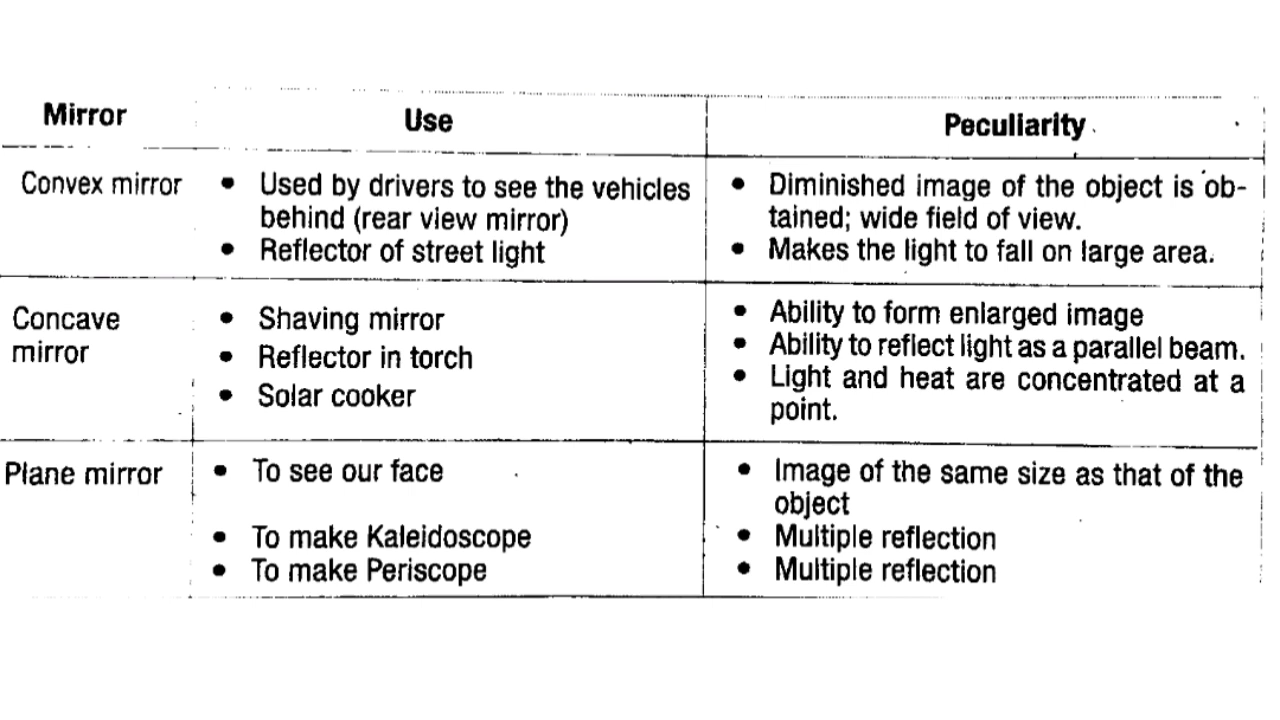 Mirror Use Peculiarity
Convex mirror • Used by drivers to see the vehicles • Diminished image of the object is ob-
behind (rear view mirror) tained; wide field of view.
• Reflector of street light • Makes the light to fall on large area.
Concave • Shaving mirror • Ability to form enlarged image
mirror • Reflector in torch • Ability to reflect light as a parallel beam.
• Solar cooker • Light and heat are concentrated at a
point.
Plane mirror • To see our face • Image of the same size as that of the
object
• To make Kaleidoscope • Multiple reflection
• To make Periscope • Multiple reflection